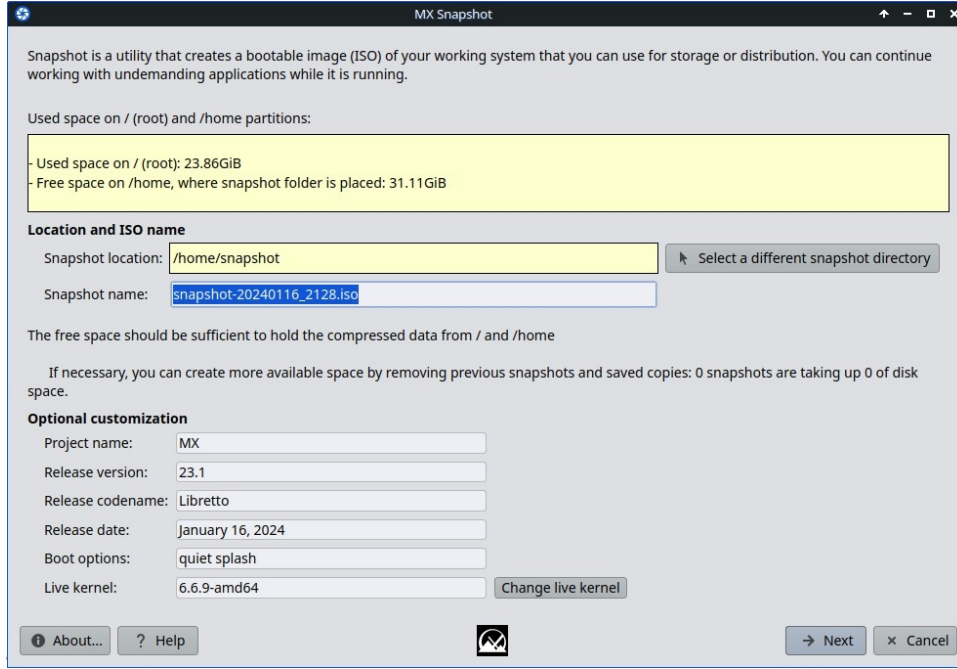 MX Snapshot
Snapshot is a utility that creates a bootable image (ISO) of your working system that you can use for storage or distribution. You can continue
working with undemanding applications while it is running.
Used space on / (root) and /home partitions:
- Used space on / (root): 23.86GiB
- Free space on /home, where snapshot folder is placed: 31.11GiB
Location and ISO name
Snapshot location: /home/snapshot Select a different snapshot directory
Snapshot name: snapshot-20240116_2128.iso
The free space should be sufficient to hold the compressed data from / and /home
If necessary, you can create more available space by removing previous snapshots and saved copies: 0 snapshots are taking up 0 of disk
space.
Optional customization
Project name: MX
Release version: 23.1
Release codename: Libretto
Release date: January 16, 2024
Boot options: quiet splash
Live kernel: 6.6.9-amd64 Change live kernel
About... ? Help Next Cancel